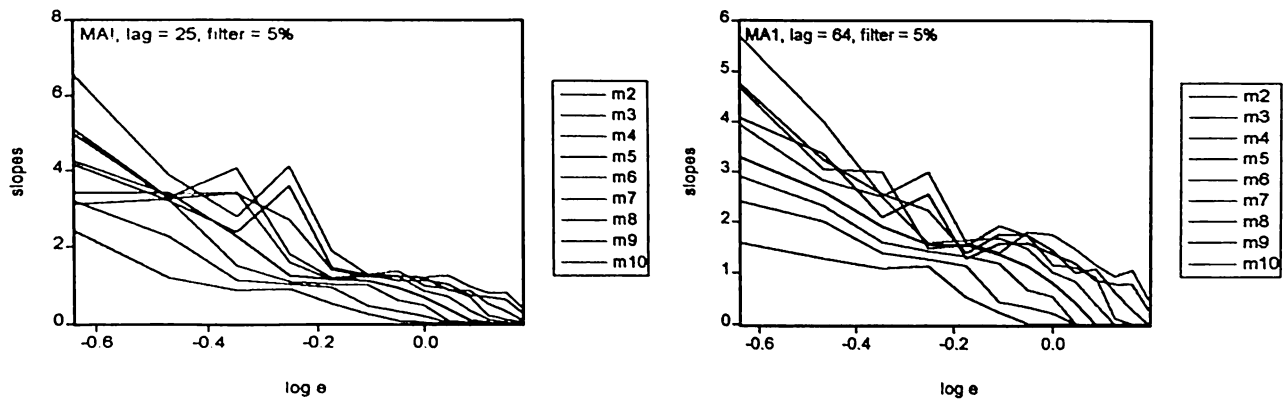 8
6
4
2
0
slopes
MA1, lag = 25, filter = 5%
-0.6
-0.4
-0.2
0.0
log e
m2
m3
m4
m5
m6
m7
m8
m9
m10
6
5
4
3
2
1
0
slopes
MA1, lag = 64, filter = 5%
-0.6
-0.4
-0.2
0.0
log e
m2
m3
m4
m5
m6
m7
m8
m9
m10